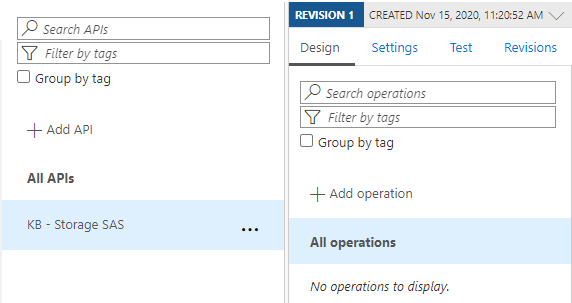 Search APIs
Filter by tags
Group by tag
+ Add API
All APIs
KB - Storage SAS ...
REVISION 1 CREATED Nov 15, 2020, 11:20:52 AM
Design Settings Test Revisions
Search operations
Filter by tags
Group by tag
+ Add operation
All operations
No operations to display.